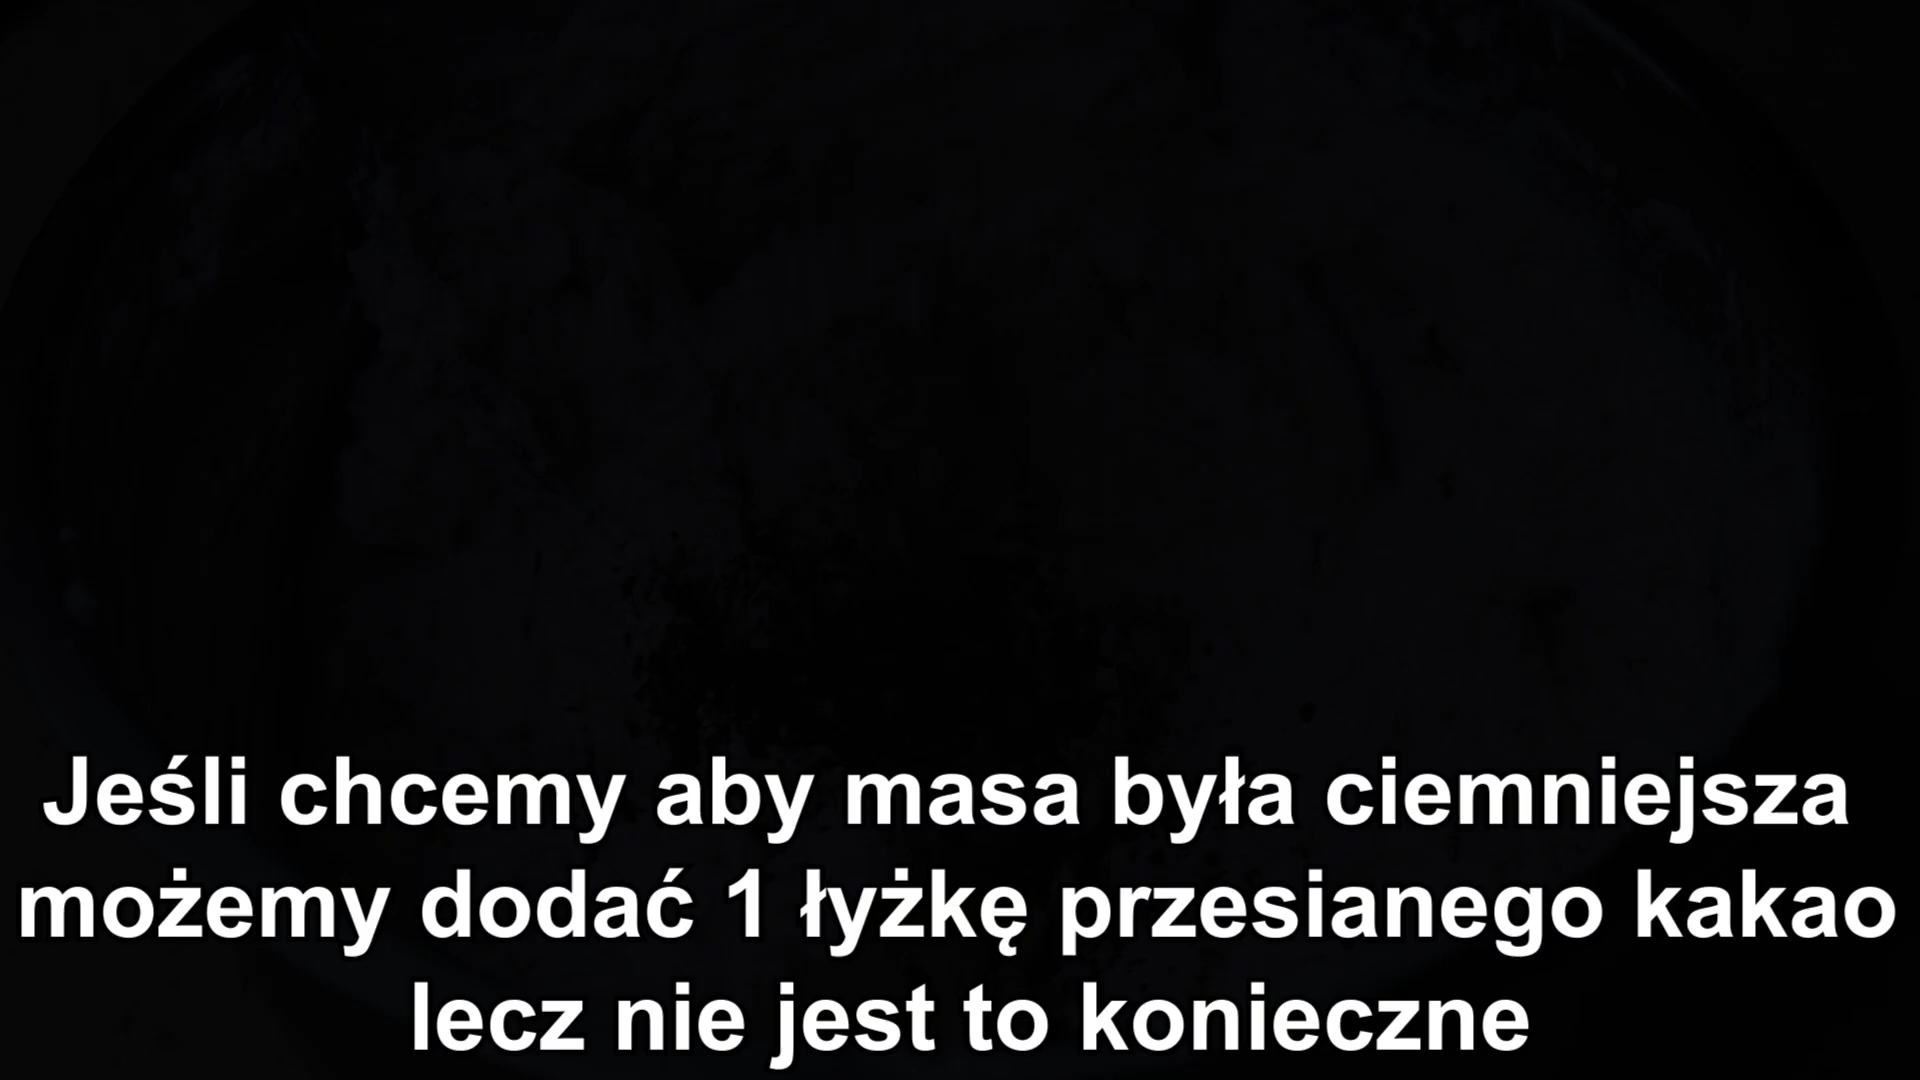 Jeśli chcemy aby masa była ciemniejsza
możemy dodać 1 łyżkę przesianego kakao
lecz nie jest to konieczne